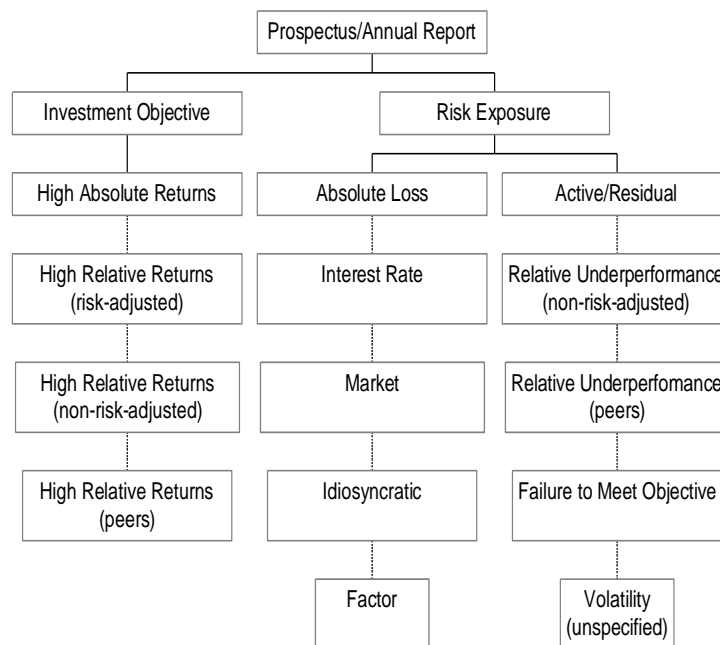 Prospectus/Annual Report
Investment Objective
Risk Exposure
High Absolute Returns
Absolute Loss
Active/Residual
High Relative Returns
(risk-adjusted)
Interest Rate
Relative Underperformance
(non-risk-adjusted)
High Relative Returns
(non-risk-adjusted)
Market
Relative Underperfomance
(peers)
High Relative Returns
(peers)
Idiosyncratic
Failure to Meet Objective
Factor
Volatility
(unspecified)